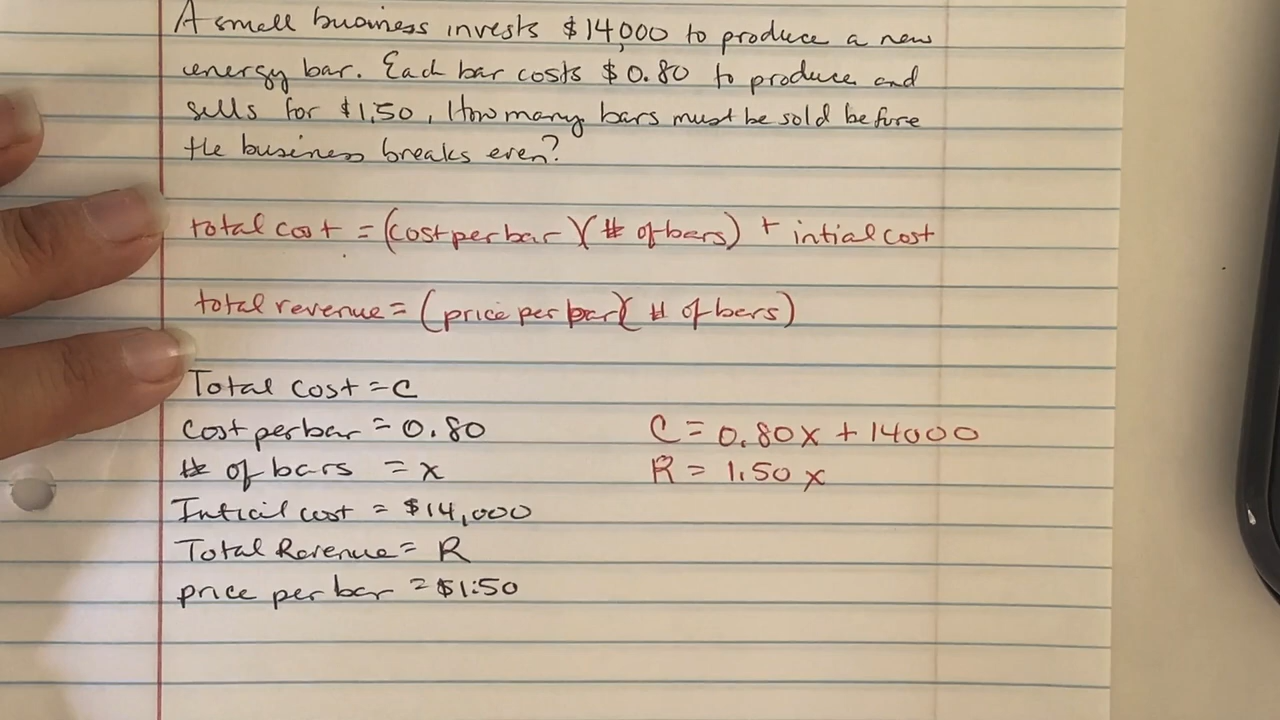 A small business invests $14,000 to produce a new
energy bar. Each bar costs $0.80 to produce and
sells for $1.50. How many bars must be sold before
the business breaks even?
total cost = (cost per bar)(# of bars) + intial cost
total revenue = (price per bar)(# of bars)
Total cost = C
Cost per bar = 0.80
C = 0.80x + 14000
# of bars = x
R = 1.50x
Intial cost = $14,000
Total Revenue = R
price per bar = $1.50